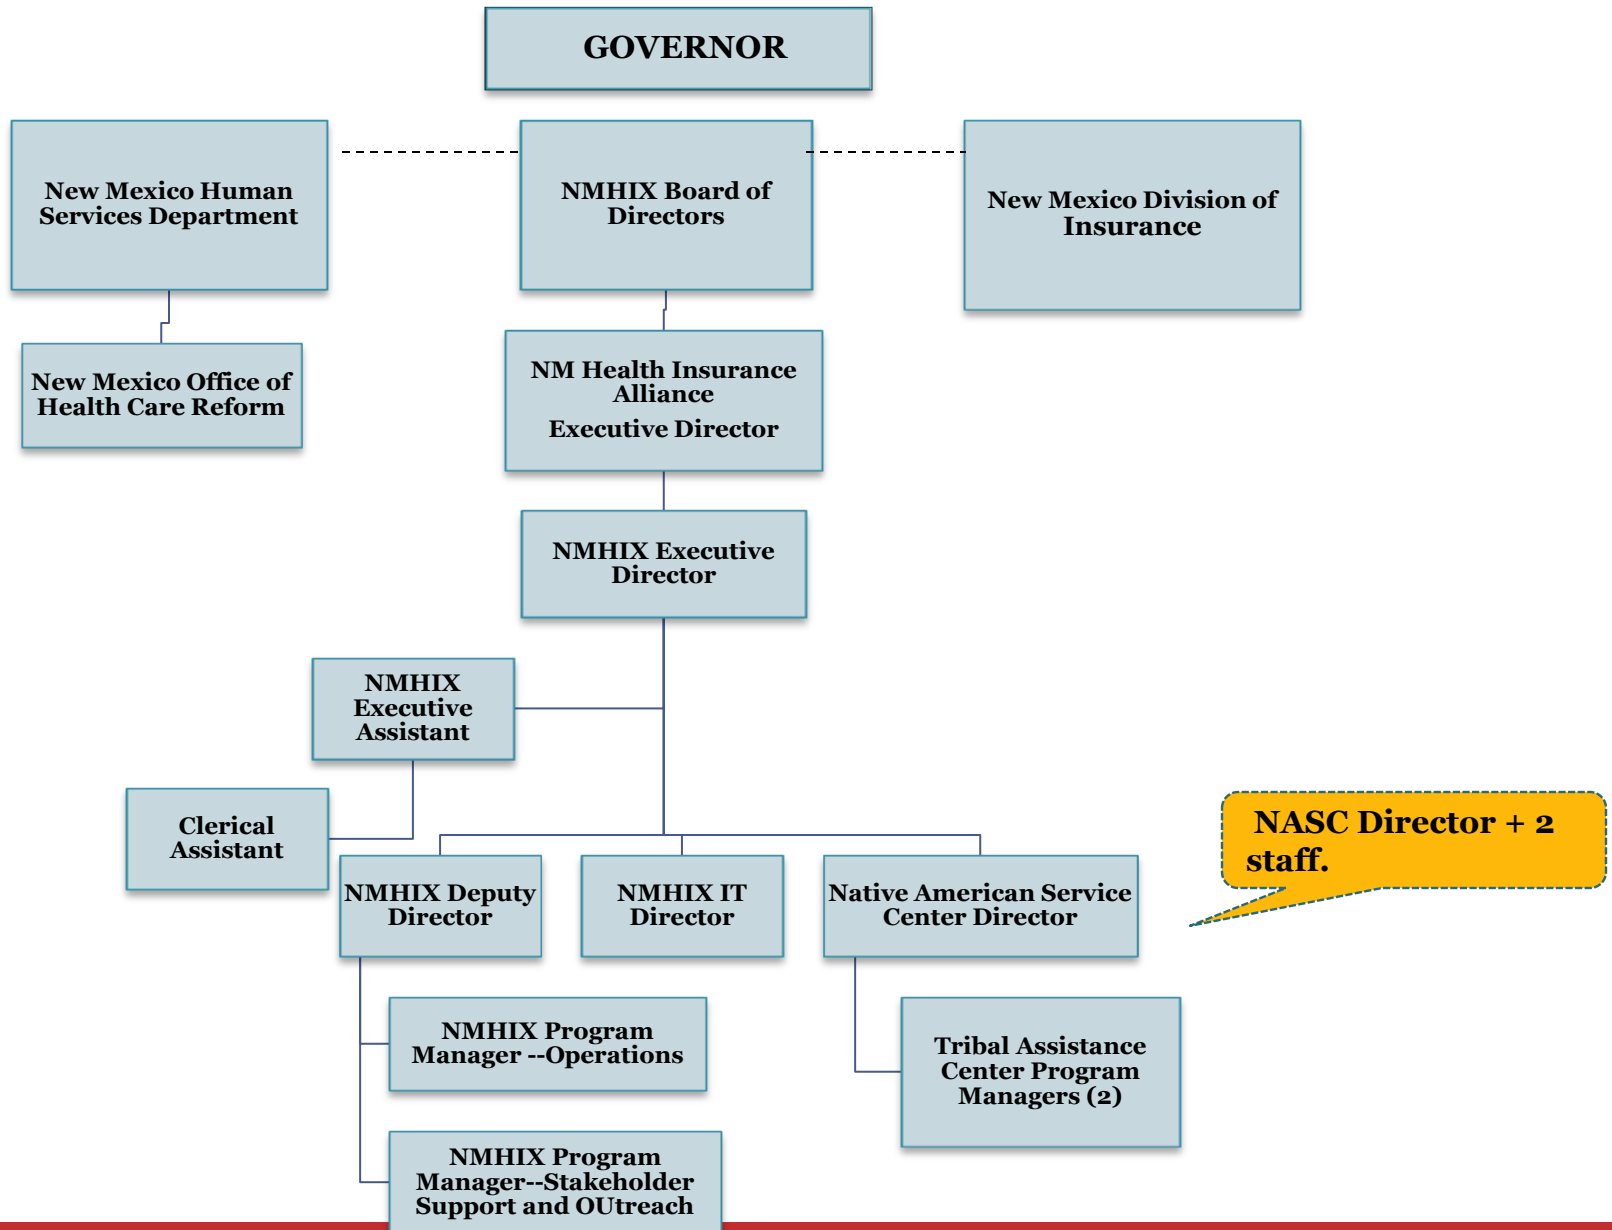 GOVERNOR
New Mexico Human
Services Department
NMHIX Board of
Directors
New Mexico Division of
Insurance
New Mexico Office of
Health Care Reform
NM Health Insurance
Alliance
Executive Director
NMHIX Executive
Director
NMHIX
Executive
Assistant
Clerical
Assistant
NASC Director + 2
staff.
NMHIX Deputy
Director
NMHIX IT
Director
Native American Service
Center Director
NMHIX Program
Manager --Operations
Tribal Assistance
Center Program
Managers (2)
NMHIX Program
Manager--Stakeholder
Support and OUtreach